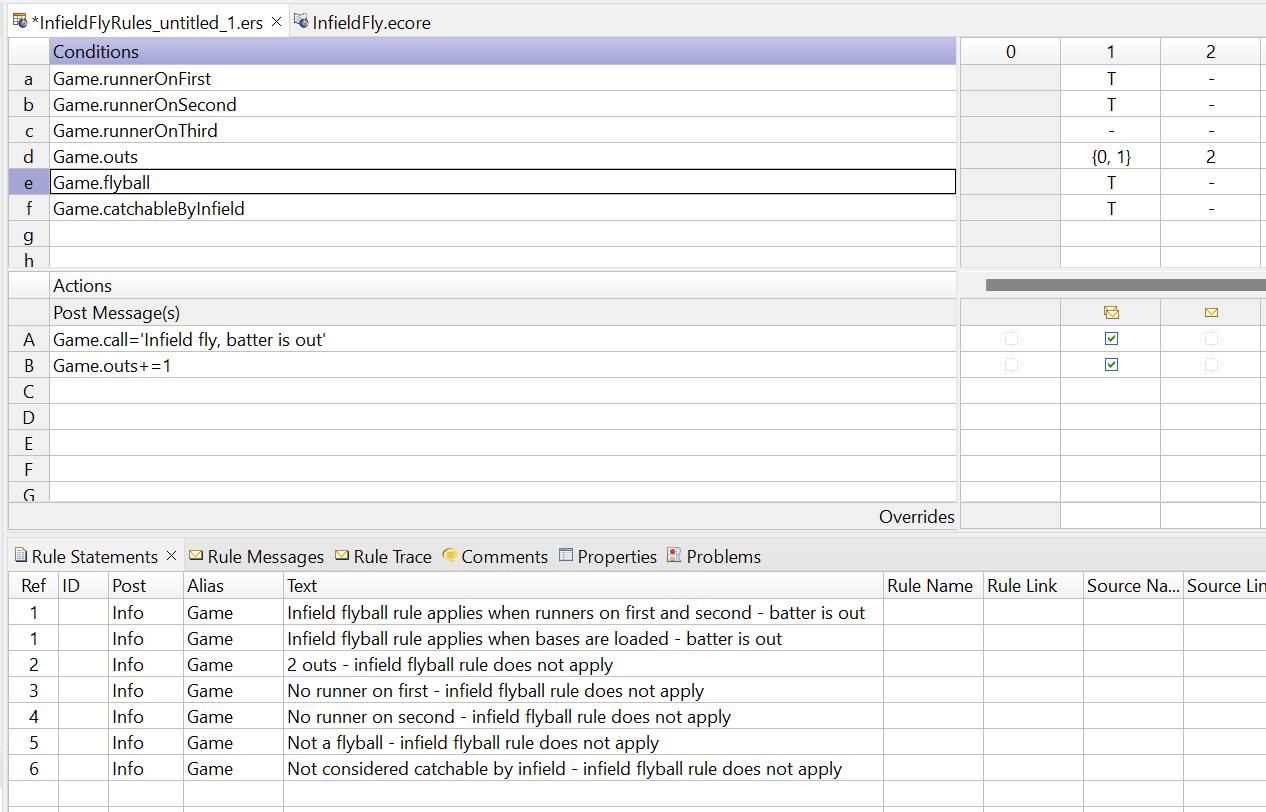 *InfieldFlyRules_untitled_1.ers InfieldFly.ecore
Conditions 0 1 2
a Game.runnerOnFirst T -
b Game.runnerOnSecond T -
c Game.runnerOnThird - -
d Game.outs {0, 1} 2
e Game.flyball T -
f Game.catchableByInfield T -
g
h
Actions
Post Message(s)
A Game.call='Infield fly, batter is out'
B Game.outs+=1
C
D
E
F
G
Overrides
Rule Statements Rule Messages Rule Trace Comments Properties Problems
Ref ID Post Alias Text Rule Name Rule Link Source Na... Source Lin
1 Info Game Infield flyball rule applies when runners on first and second - batter is out
1 Info Game Infield flyball rule applies when bases are loaded - batter is out
2 Info Game 2 outs - infield flyball rule does not apply
3 Info Game No runner on first - infield flyball rule does not apply
4 Info Game No runner on second - infield flyball rule does not apply
5 Info Game Not a flyball - infield flyball rule does not apply
6 Info Game Not considered catchable by infield - infield flyball rule does not apply